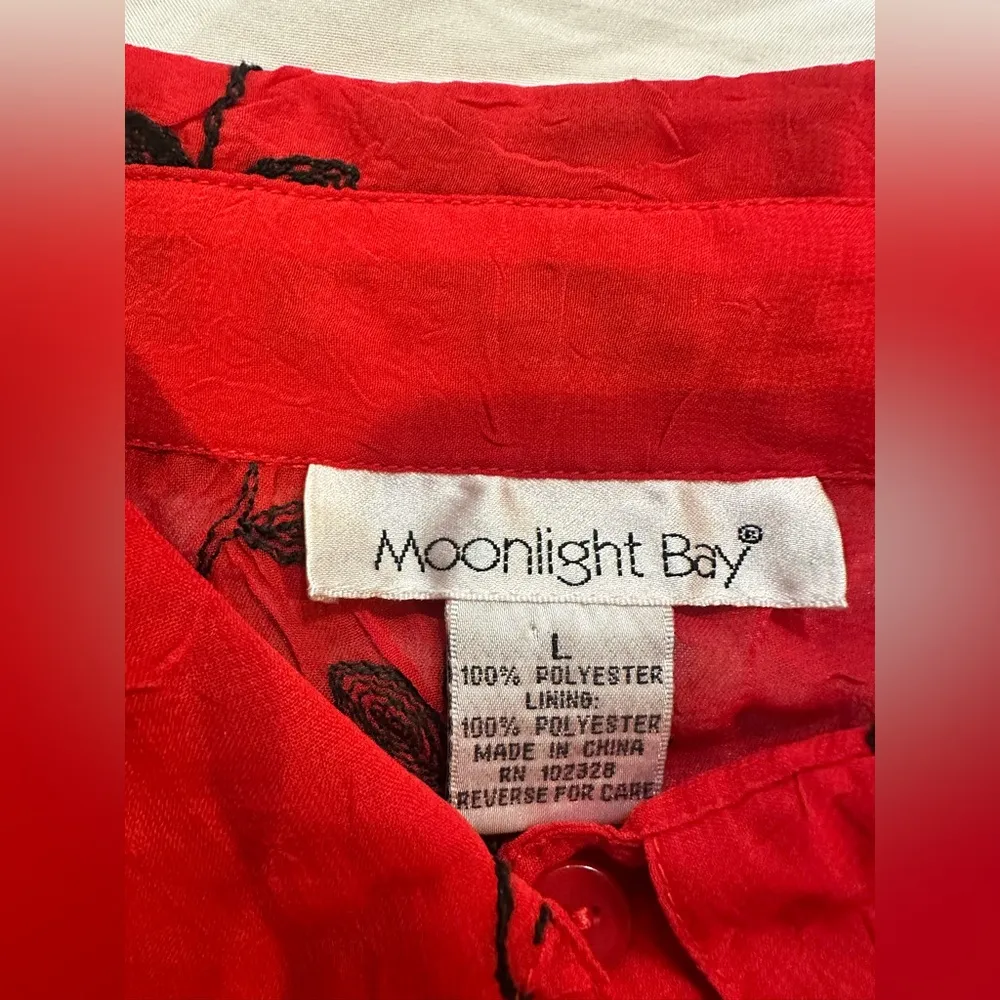 Moonlight Bay®
L
100% POLYESTER
LINING:
100% POLYESTER
MADE IN CHINA
RN 102328
REVERSE FOR CARE